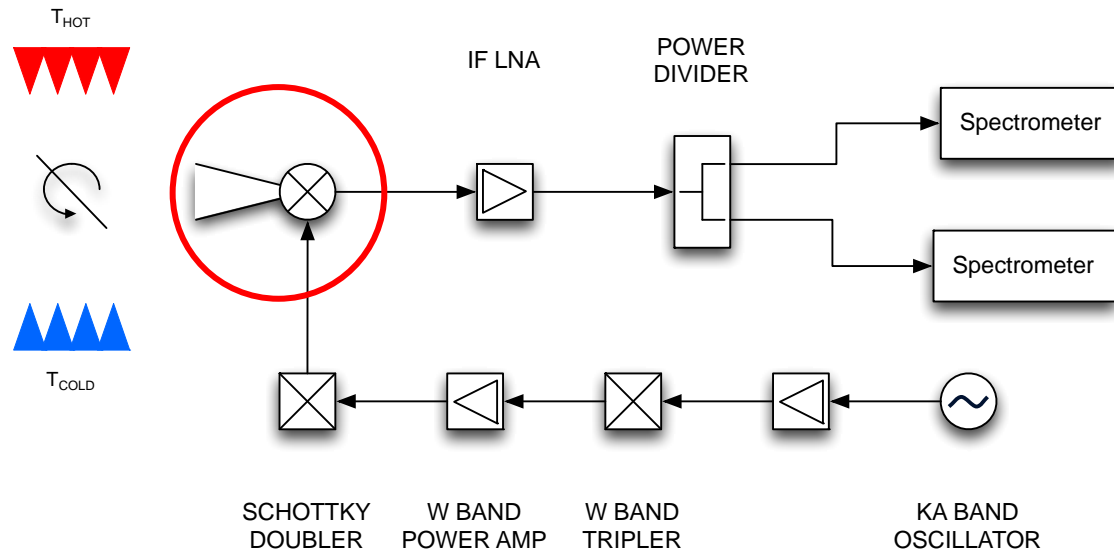 THOT
IF LNA
POWER
DIVIDER
Spectrometer
Spectrometer
TCOLD
SCHOTTKY
DOUBLER
W BAND
POWER AMP
W BAND
TRIPLER
KA BAND
OSCILLATOR